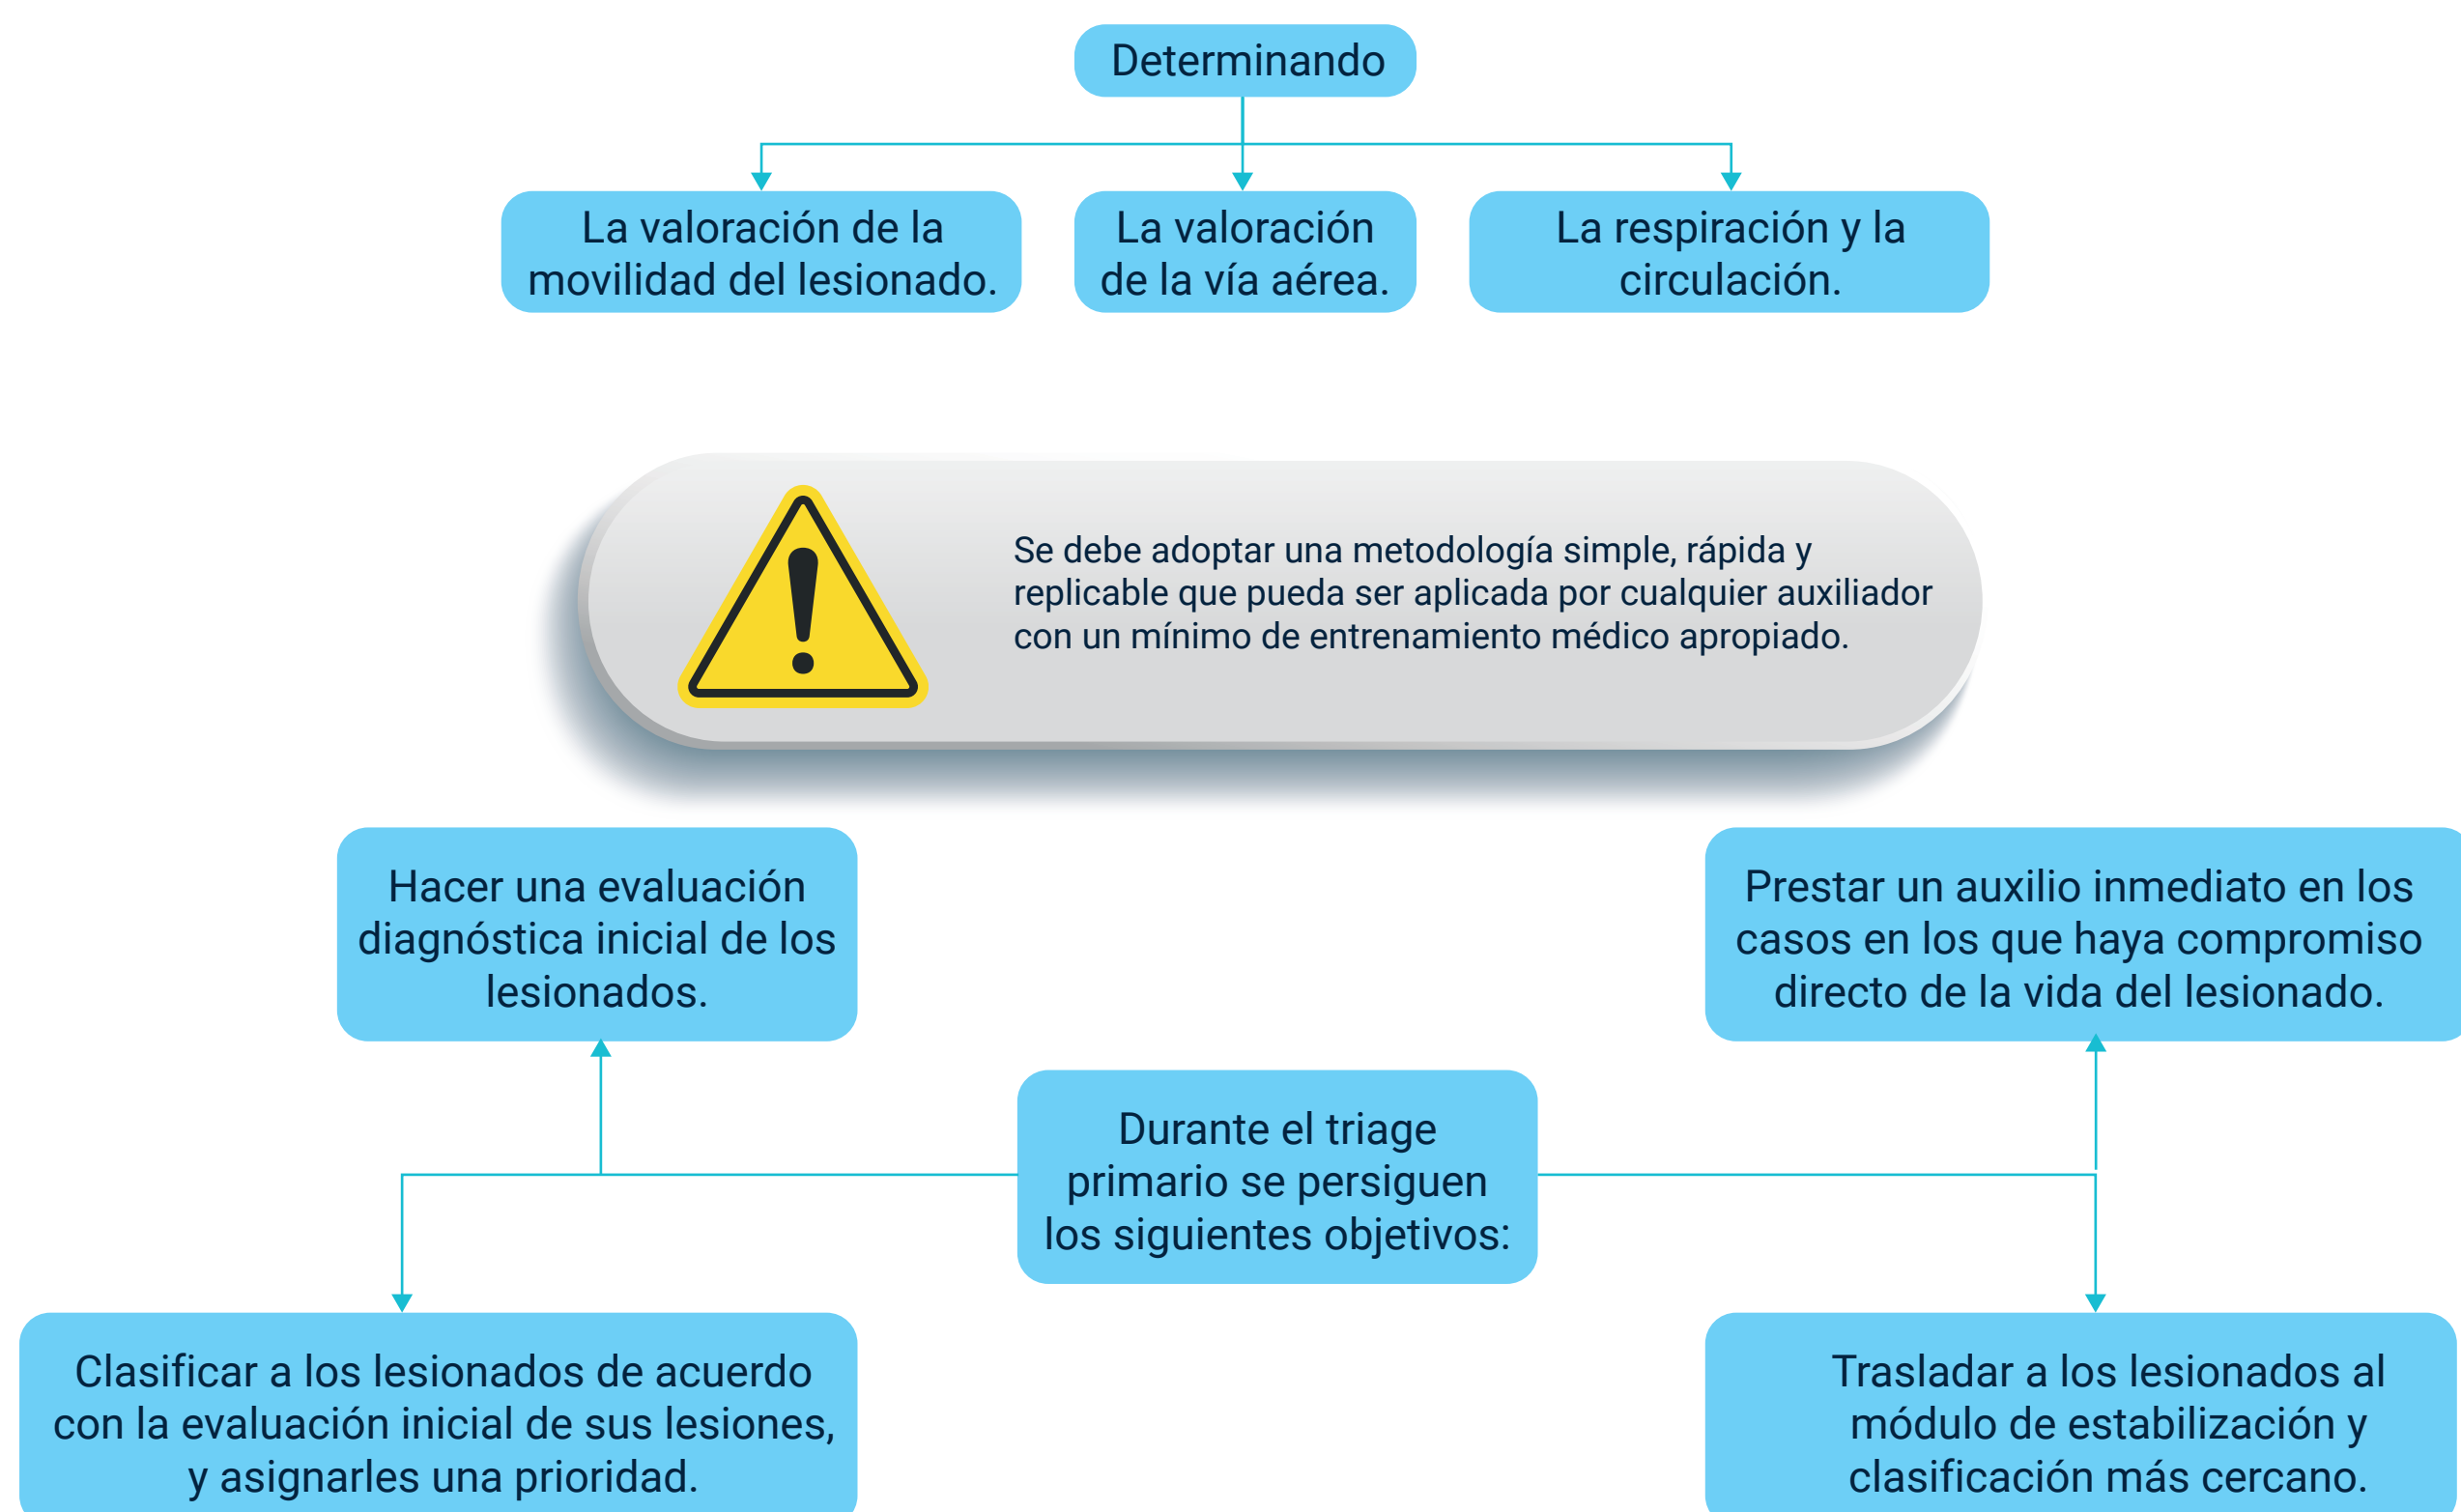 Determinando
La valoración de la
movilidad del lesionado.
La valoración
de la vía aérea.
La respiración y la
circulación.
Se debe adoptar una metodología simple, rápida y
replicable que pueda ser aplicada por cualquier auxiliador
con un mínimo de entrenamiento médico apropiado.
Hacer una evaluación
diagnóstica inicial de los
lesionados.
Prestar un auxilio inmediato en los
casos en los que haya compromiso
directo de la vida del lesionado.
Durante el triage
primario se persiguen
los siguientes objetivos:
Clasificar a los lesionados de acuerdo
con la evaluación inicial de sus lesiones,
y asignarles una prioridad.
Trasladar a los lesionados al
módulo de estabilización y
clasificación más cercano.